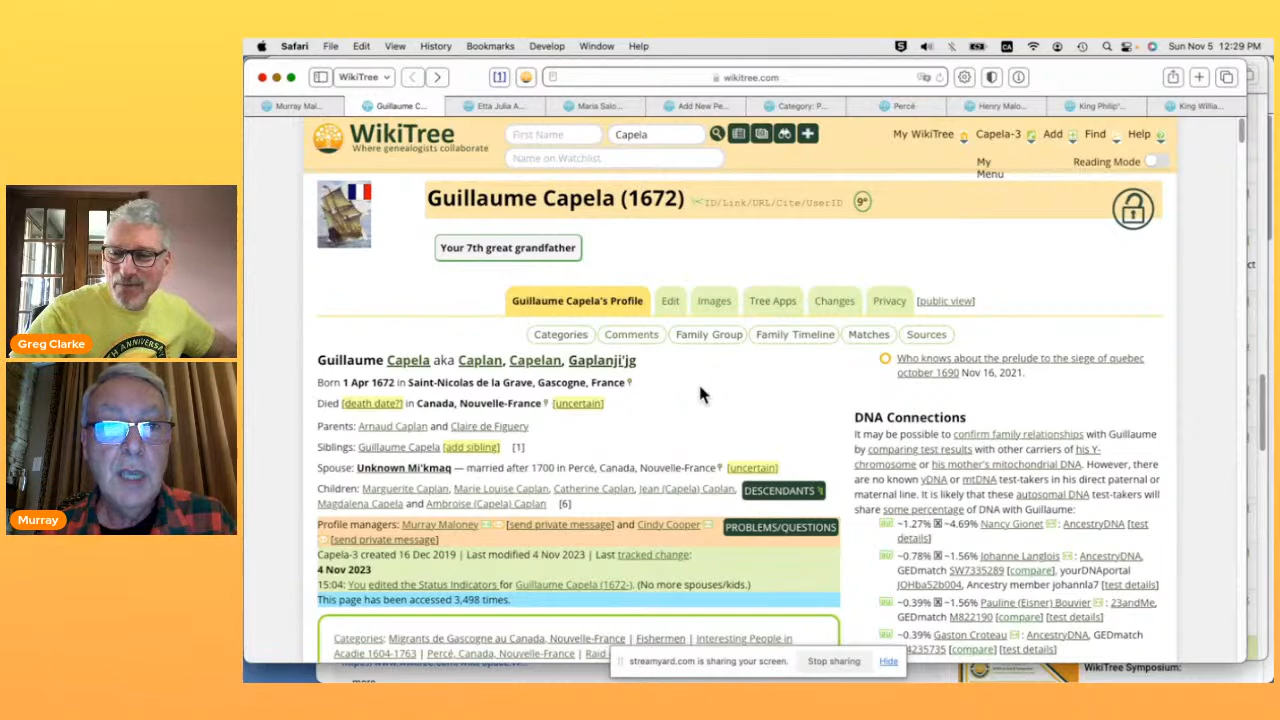 Safari File Edit View History Bookmarks Develop Window Help
CA
Sun Nov 5 12:29 PM
WikiTree
[1]
wikitree.com
Murray Mal...
Guillaume C...
Etta Julia A...
Maria Salo...
Add New Pe...
Category: P...
Percé
Henry Malo...
King Philip'...
King Willia...
WikiTree
Where genealogists collaborate
First Name
Capela
Name on Watchlist
My WikiTree Capela-3 Add Find Help
My Menu
Reading Mode
Guillaume Capela (1672)
ID/Link/URL/Cite/UserID
9°
Your 7th great grandfather
Guillaume Capela's Profile Edit Images Tree Apps Changes Privacy [public view]
Categories Comments Family Group Family Timeline Matches Sources
Guillaume Capela aka Caplan, Capelan, Gaplanji'jg
Born 1 Apr 1672 in Saint-Nicolas de la Grave, Gascogne, France
Died [death date?] in Canada, Nouvelle-France [uncertain]
Parents: Arnaud Caplan and Claire de Figuery
Siblings: Guillaume Capela [add sibling] [1]
Spouse: Unknown Mi'kmaq — married after 1700 in Percé, Canada, Nouvelle-France [uncertain]
Children: Marguerite Caplan, Marie Louise Caplan, Catherine Caplan, Jean (Capela) Caplan,
Magdalena Caplan and Ambroise (Capela) Caplan [6]
DESCENDANTS
Profile managers: Murray Maloney [send private message] and Cindy Cooper
[send private message]
PROBLEMS/QUESTIONS
Capela-3 created 16 Dec 2019 | Last modified 4 Nov 2023 | Last tracked change:
4 Nov 2023
15:04: You edited the Status Indicators for Guillaume Capela (1672-). (No more spouses/kids.)
This page has been accessed 3,498 times.
Categories: Migrants de Gascogne au Canada, Nouvelle-France | Fishermen | Interesting People in
Acadie 1604-1763 | Percé, Canada, Nouvelle-France | Raid
Who knows about the prelude to the siege of quebec
october 1690 Nov 16, 2021.
DNA Connections
It may be possible to confirm family relationships with Guillaume
by comparing test results with other carriers of his Y-
chromosome or his mother's mitochondrial DNA. However, there
are no known yDNA or mtDNA test-takers in his direct paternal or
maternal line. It is likely that these autosomal DNA test-takers will
share some percentage of DNA with Guillaume:
~1.27% ~4.69% Nancy Gionet : AncestryDNA [test
details]
~0.78% ~1.56% Johanne Langlois : AncestryDNA,
GEDmatch SW7335289 [compare], yourDNAportal
JOHba52b004, Ancestry member johannla7 [test details]
~0.39% ~1.56% Pauline (Eisner) Bouvier : 23andMe,
GEDmatch M822190 [compare] [test details]
~0.39% Gaston Croteau : AncestryDNA, GEDmatch
4235735 [compare] [test details]
streamyard.com is sharing your screen. Stop sharing Hide
more
WikiTree Symposium:
Greg Clarke
TH ANNIVERSARY
Murray